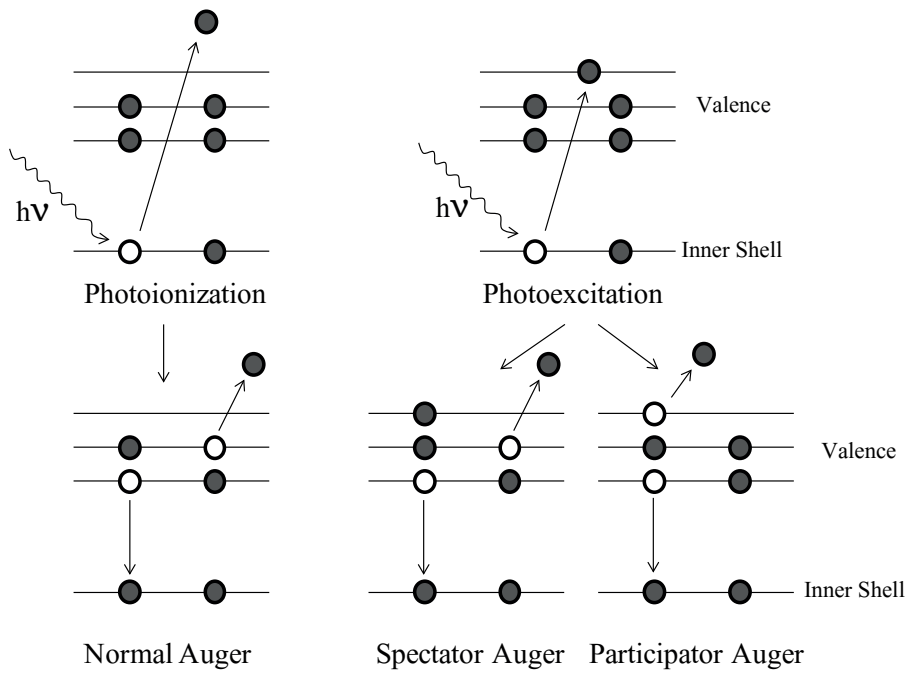 Valence
hν
hν
Inner Shell
Photoionization
Photoexcitation
Valence
Inner Shell
Normal Auger
Spectator Auger
Participator Auger